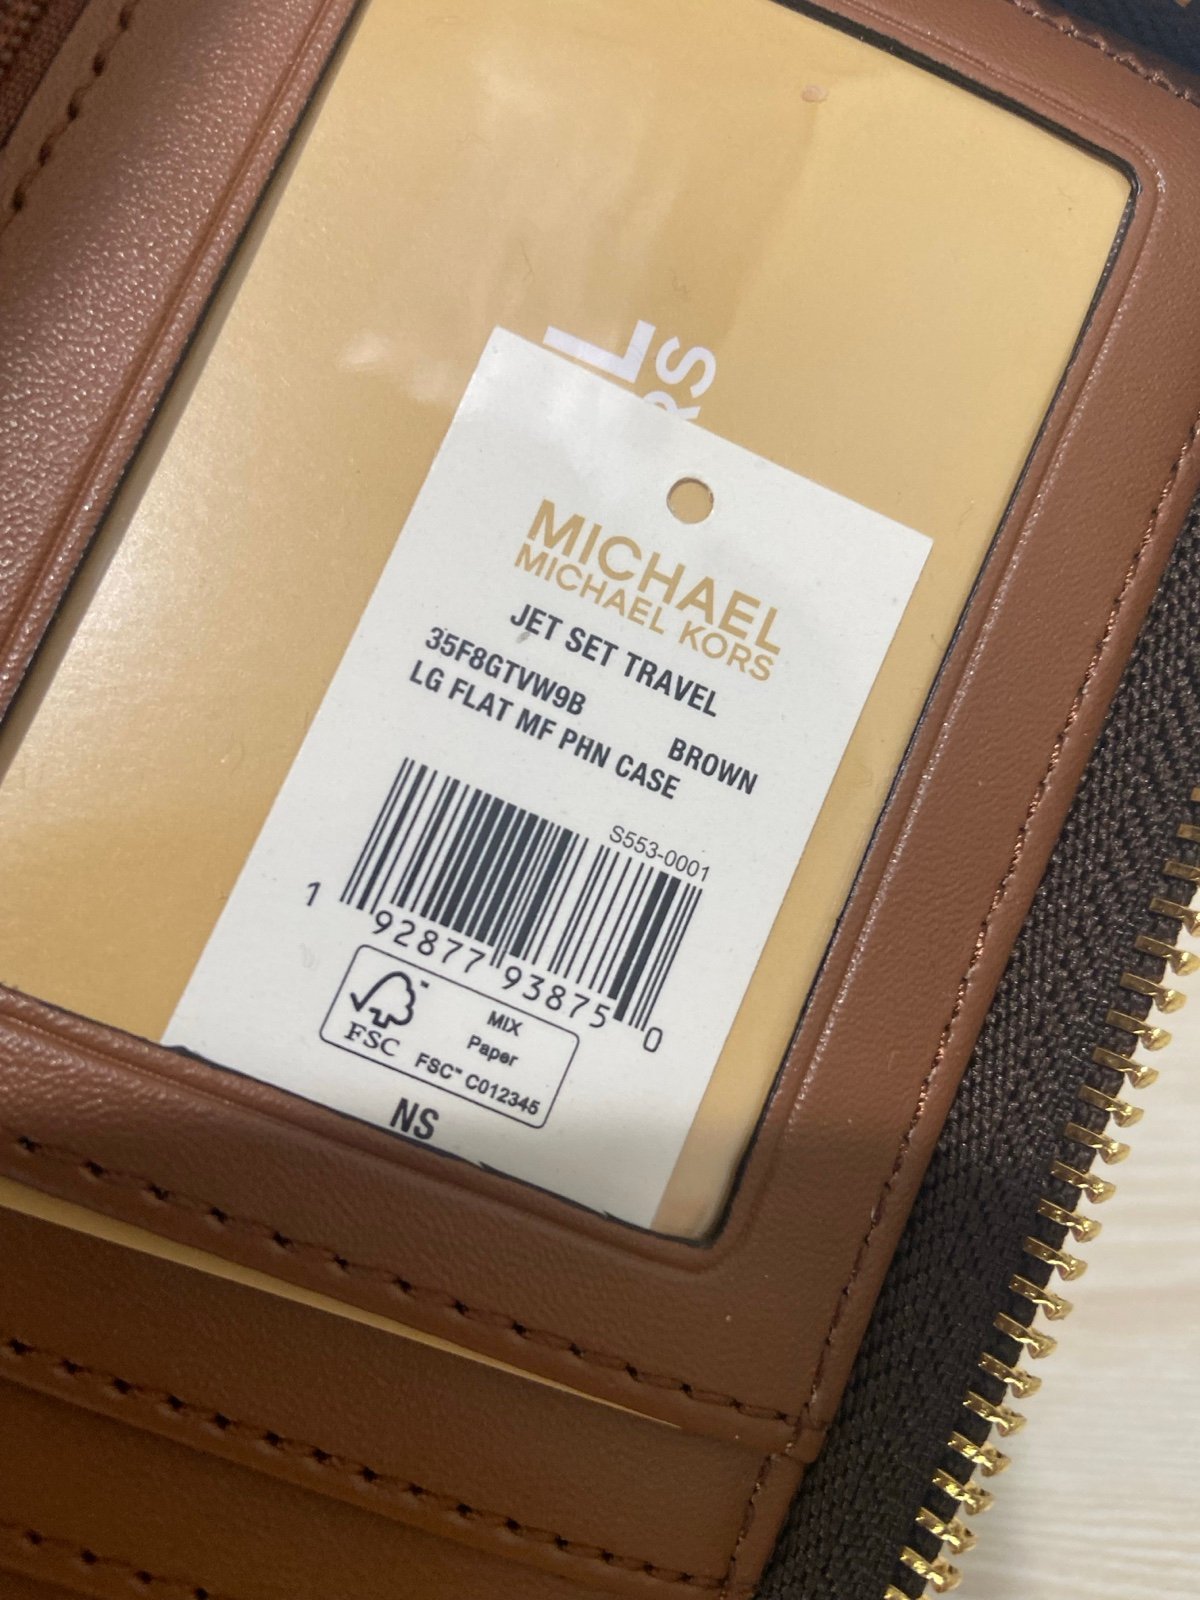 L
RS
MICHAEL
MICHAEL KORS
JET SET TRAVEL
35F8GTVW9B BROWN
LG FLAT MF PHN CASE
S553-0001
1 92877 93875 0
FSC
MIX
Paper
FSC™ C012345
NS